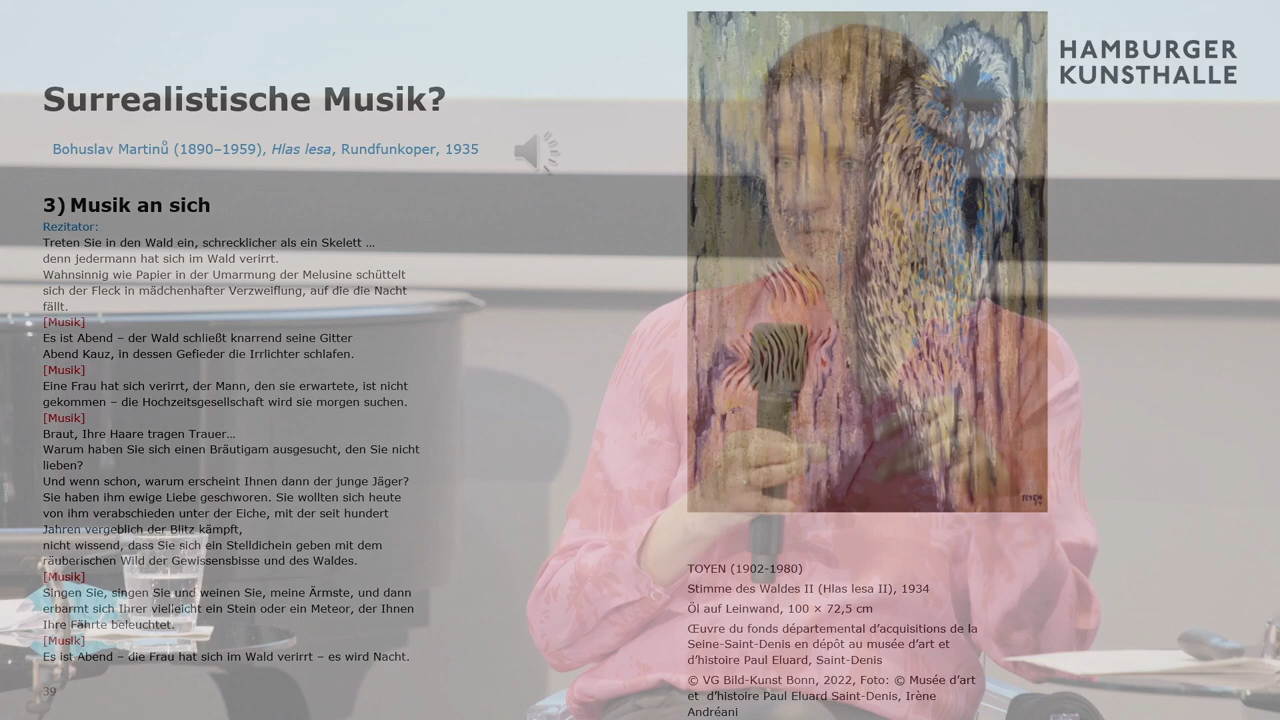 HAMBURGER
KUNSTHALLE
Surrealistische Musik?
Bohuslav Martinů (1890–1959), Hlas lesa, Rundfunkoper, 1935
3) Musik an sich
Rezitator:
Treten Sie in den Wald ein, schrecklicher als ein Skelett …
denn jedermann hat sich im Wald verirrt.
Wahnsinnig wie Papier in der Umarmung der Melusine schüttelt
sich der Fleck in mädchenhafter Verzweiflung, auf die die Nacht
fällt.
[Musik]
Es ist Abend – der Wald schließt knarrend seine Gitter
Abend Kauz, in dessen Gefieder die Irrlichter schlafen.
[Musik]
Eine Frau hat sich verirrt, der Mann, den sie erwartete, ist nicht
gekommen – die Hochzeitsgesellschaft wird sie morgen suchen.
[Musik]
Braut, Ihre Haare tragen Trauer…
Warum haben Sie sich einen Bräutigam ausgesucht, den Sie nicht
lieben?
Und wenn schon, warum erscheint Ihnen dann der junge Jäger?
Sie haben ihm ewige Liebe geschworen. Sie wollten sich heute
von ihm verabschieden unter der Eiche, mit der seit hundert
Jahren vergeblich der Blitz kämpft,
nicht wissend, dass Sie sich ein Stelldichein geben mit dem
räuberischen Wild der Gewissensbisse und des Waldes.
[Musik]
Singen Sie, singen Sie und weinen Sie, meine Ärmste, und dann
erbarmt sich Ihrer vielleicht ein Stein oder ein Meteor, der Ihnen
Ihre Fährte beleuchtet.
[Musik]
Es ist Abend – die Frau hat sich im Wald verirrt – es wird Nacht.
39
TOYEN
TOYEN (1902-1980)
Stimme des Waldes II (Hlas lesa II), 1934
Öl auf Leinwand, 100 × 72,5 cm
Œuvre du fonds départemental d’acquisitions de la
Seine-Saint-Denis en dépôt au musée d’art et
d’histoire Paul Eluard, Saint-Denis
© VG Bild-Kunst Bonn, 2022, Foto: © Musée d’art
et d’histoire Paul Eluard Saint-Denis, Irène
Andréani